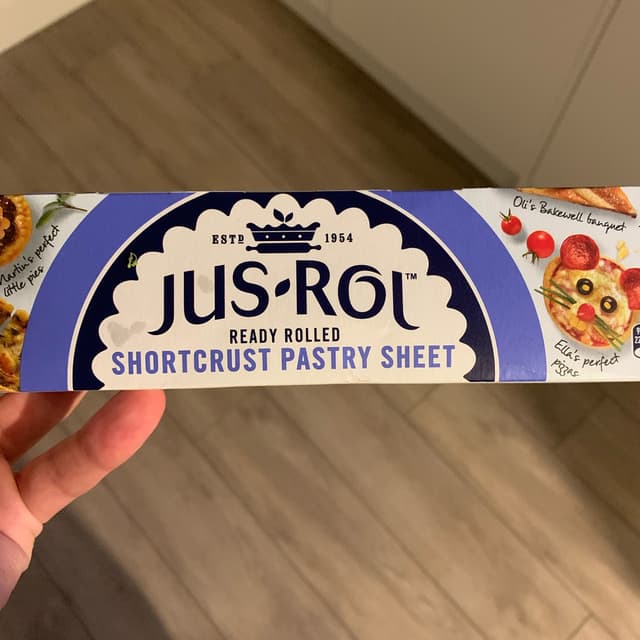 Martin's perfect
little pies
ESTD 1954
JUS-ROL™
READY ROLLED
SHORTCRUST PASTRY SHEET
Oli's Bakewell banquet
Ella's perfect
pizzas